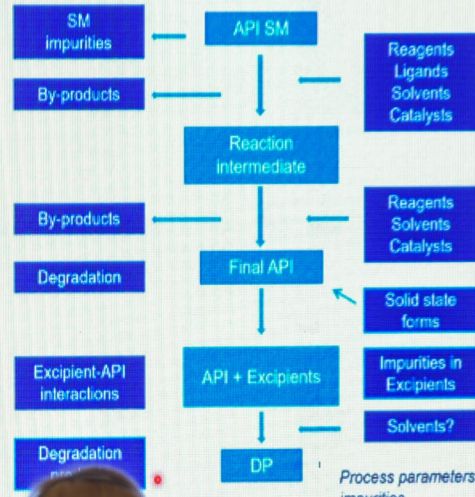 SM
impurities
API SM
Reagents
Ligands
Solvents
Catalysts
By-products
Reaction
intermediate
By-products
Reagents
Solvents
Catalysts
Degradation
Final API
Solid state
forms
Excipient-API
interactions
API + Excipients
Impurities in
Excipients
Solvents?
Degradation
DP
Process parameters
impurities